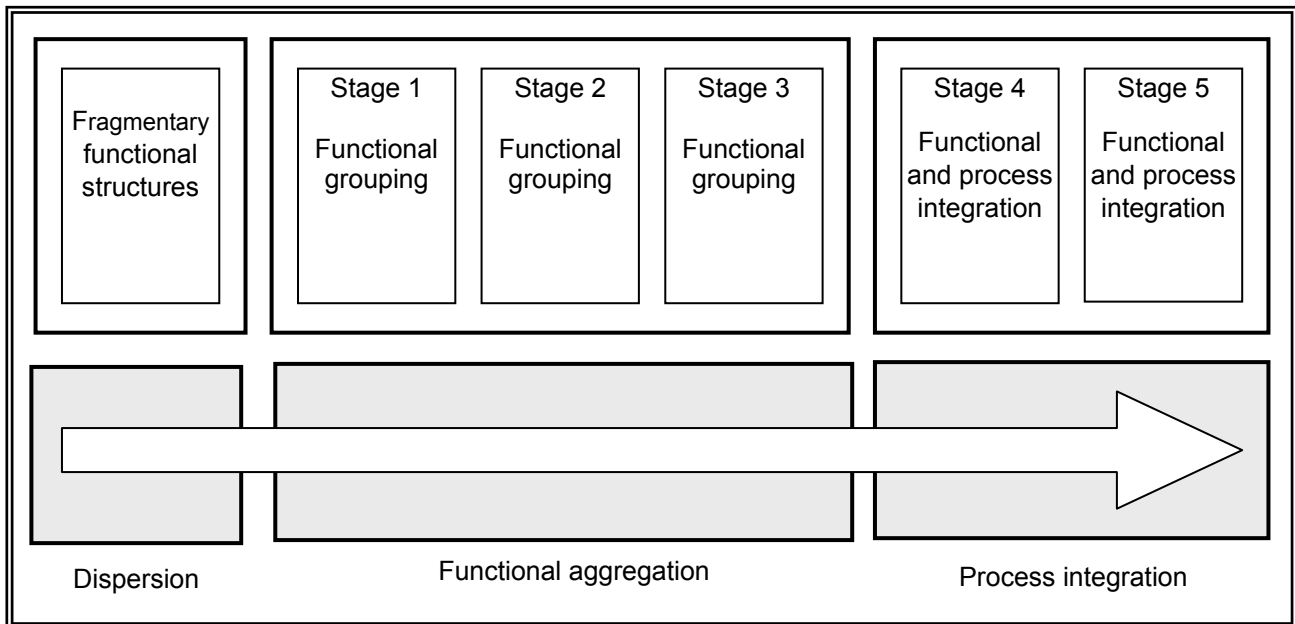 Fragmentary
functional
structures
Stage 1
Functional
grouping
Stage 2
Functional
grouping
Stage 3
Functional
grouping
Stage 4
Functional
and process
integration
Stage 5
Functional
and process
integration
Dispersion
Functional aggregation
Process integration